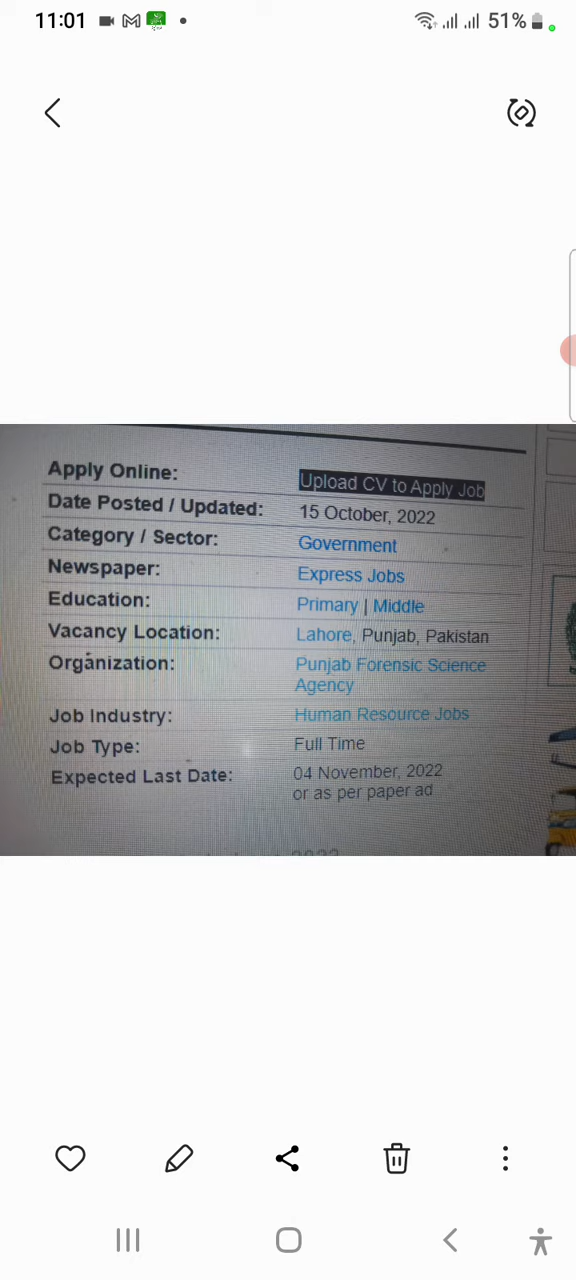 11:01
51%
Apply Online: Upload CV to Apply Job
Date Posted / Updated: 15 October, 2022
Category / Sector: Government
Newspaper: Express Jobs
Education: Primary | Middle
Vacancy Location: Lahore, Punjab, Pakistan
Organization: Punjab Forensic Science
Agency
Job Industry: Human Resource Jobs
Job Type: Full Time
Expected Last Date: 04 November, 2022
or as per paper ad